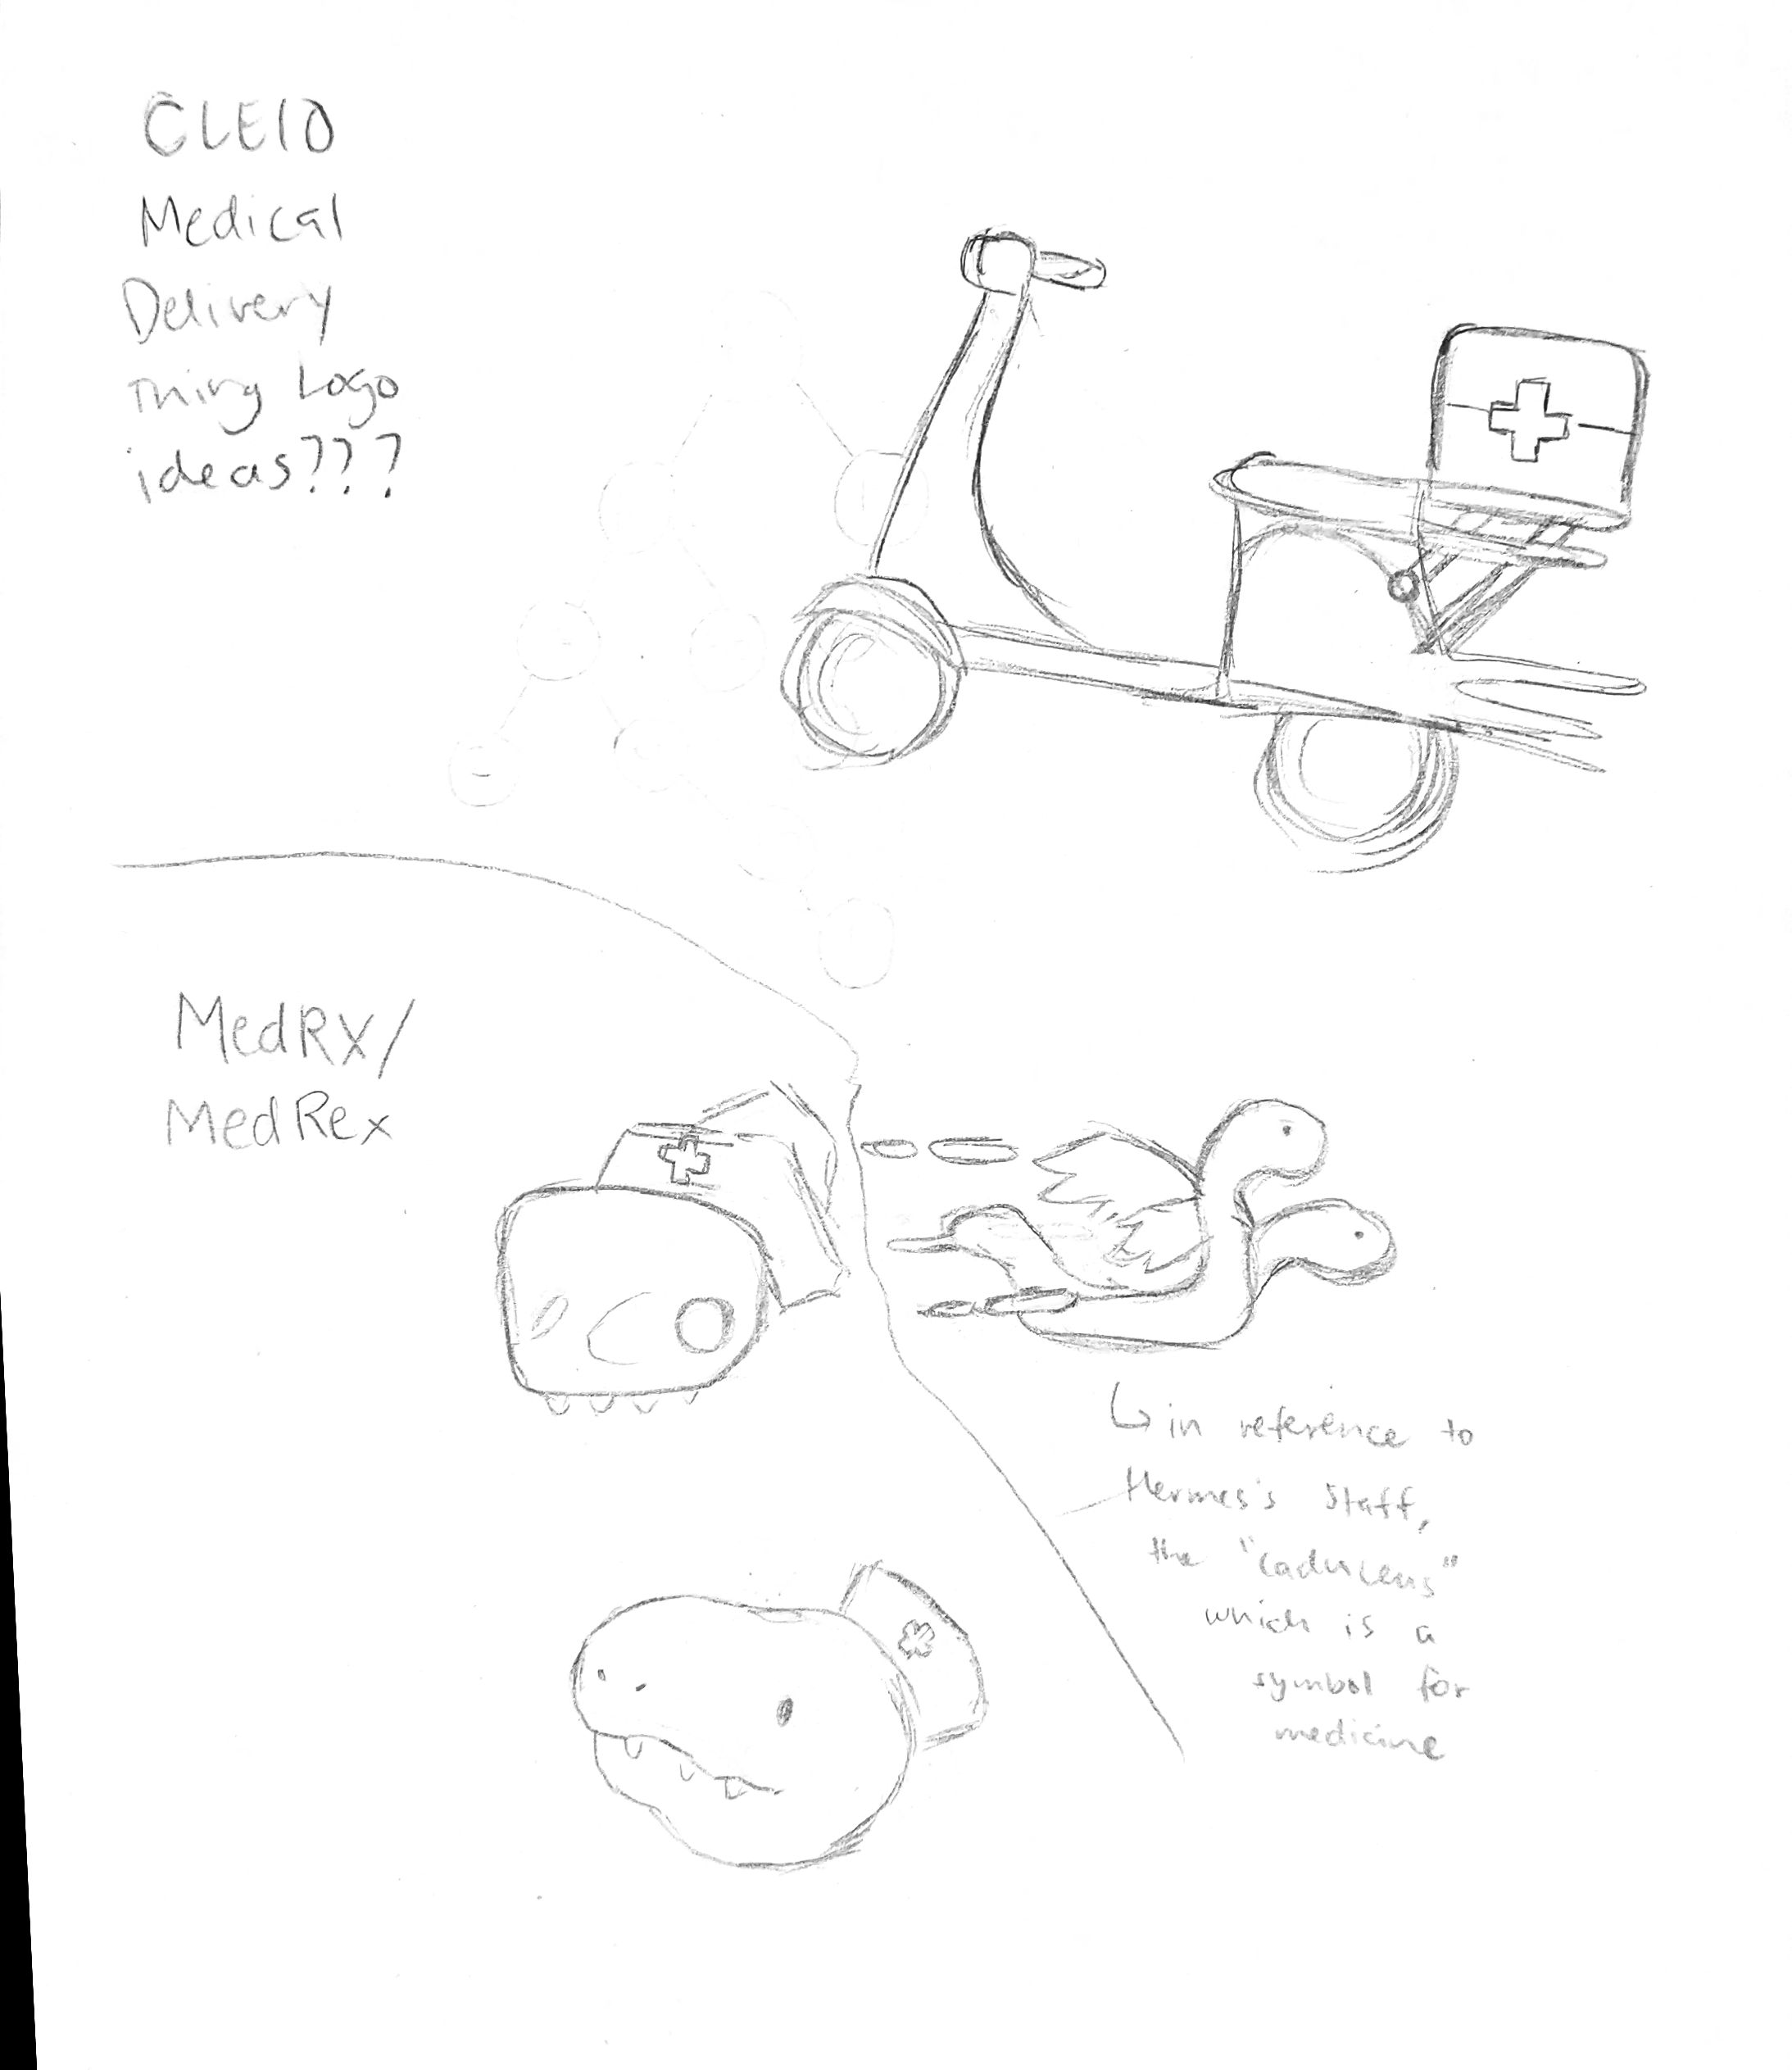 CLEIO
Medical
Delivery
Thing Logo
ideas???
MedRX/
MedRex
in reference to
Hermes's Staff,
the "caduceus"
which is a
symbol for
medicine